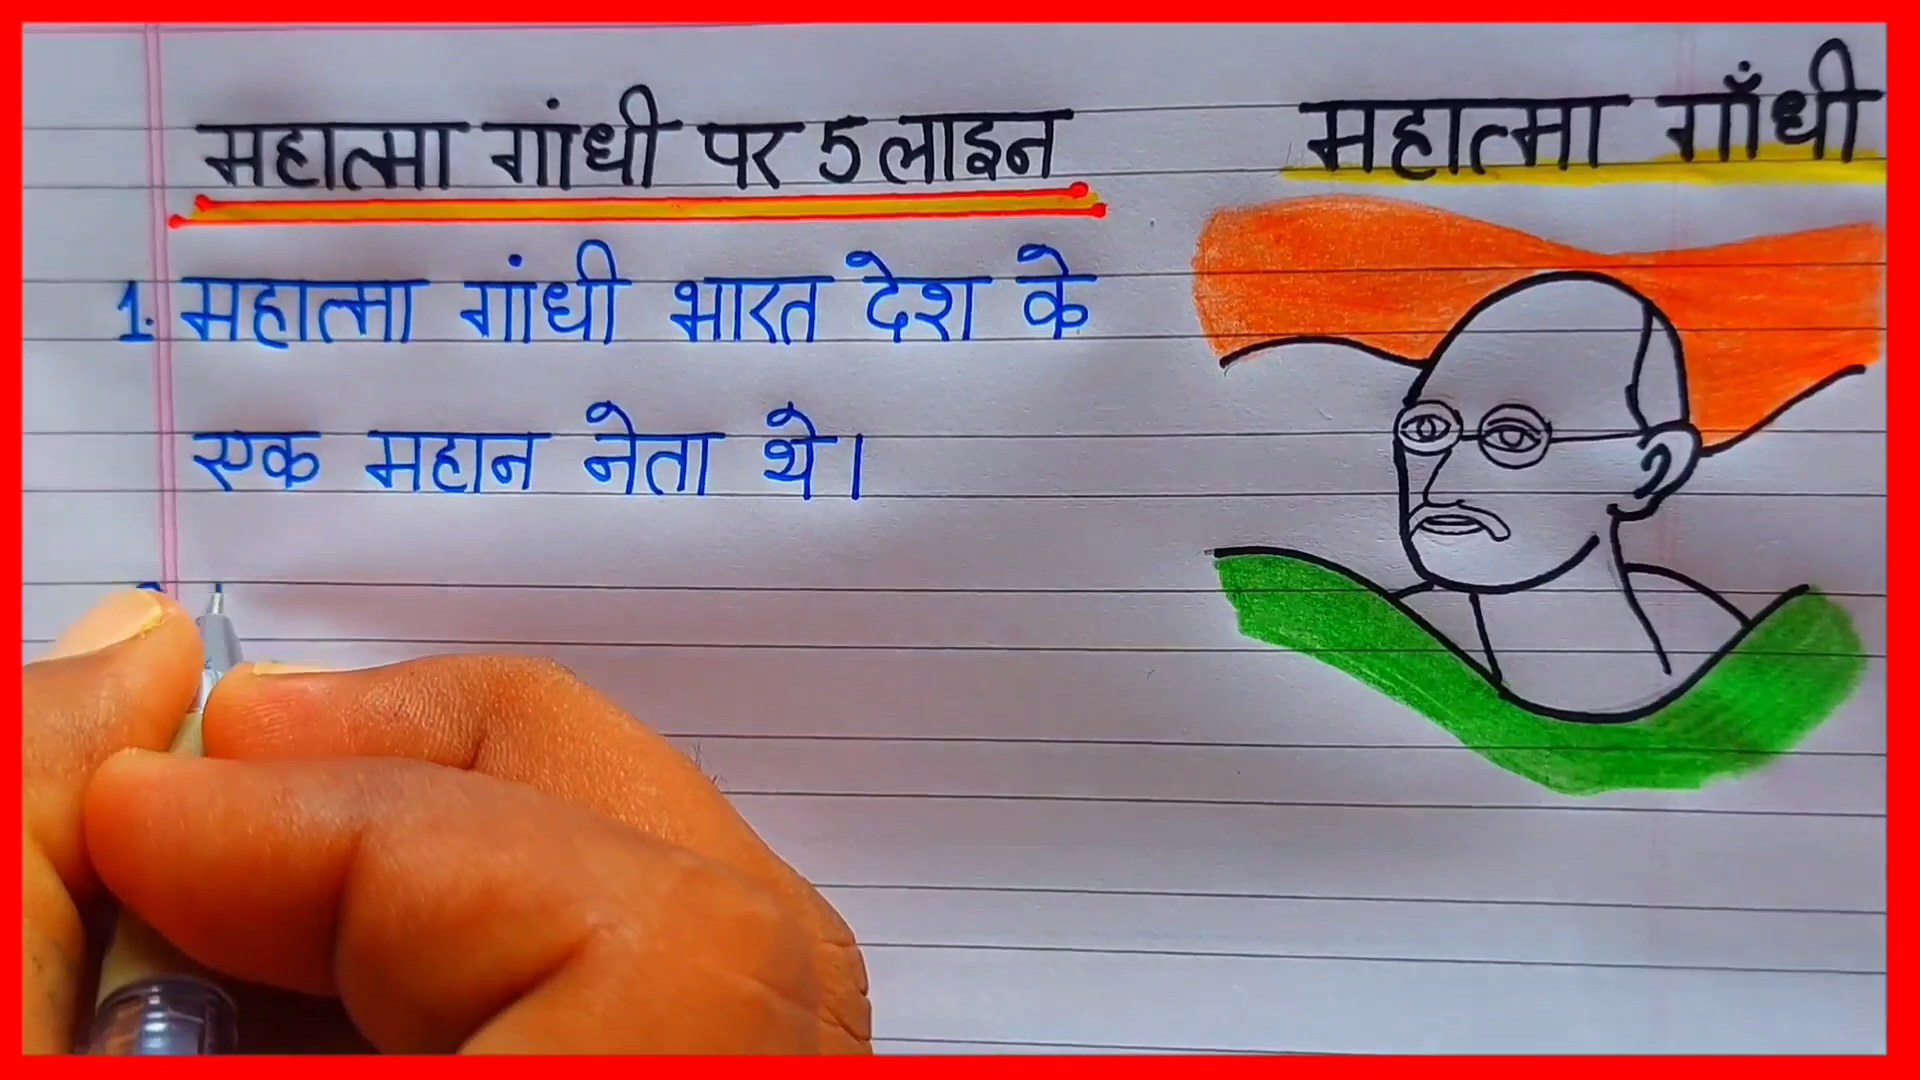 महात्मा गांधी पर 5 लाइन
महात्मा गाँधी
1. महात्मा गांधी भारत देश के
एक महान नेता थे।